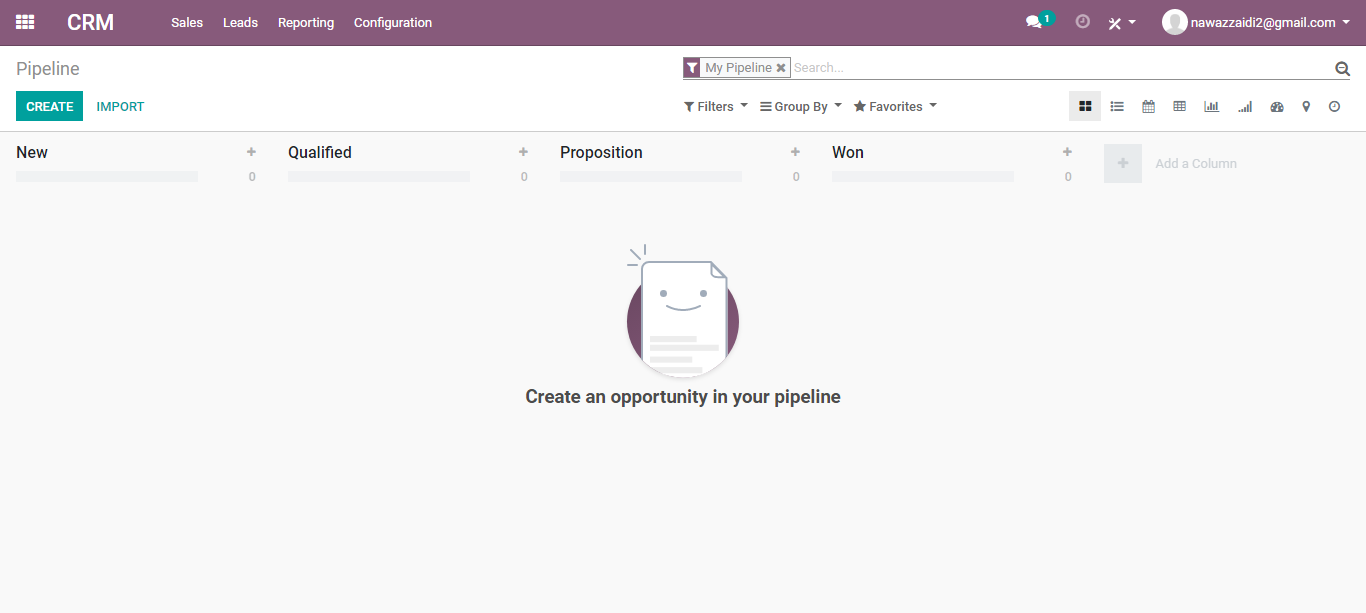 CRM Sales Leads Reporting Configuration 1 nawazzaidi2@gmail.com
Pipeline My Pipeline Search...
CREATE IMPORT Filters Group By Favorites
New Qualified Proposition Won Add a Column
0 0 0 0
Create an opportunity in your pipeline